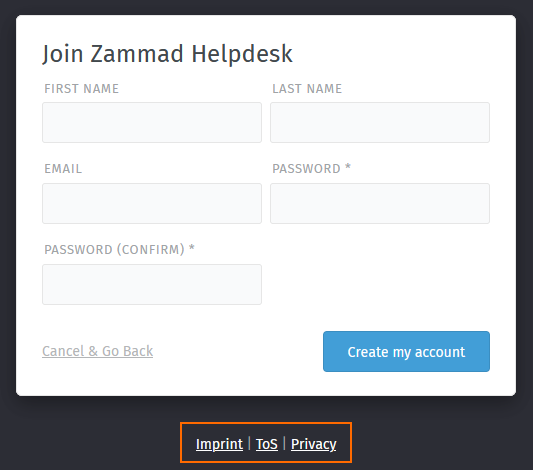 Join Zammad Helpdesk
FIRST NAME LAST NAME
EMAIL PASSWORD *
PASSWORD (CONFIRM) *
Cancel & Go Back Create my account
Imprint | ToS | Privacy